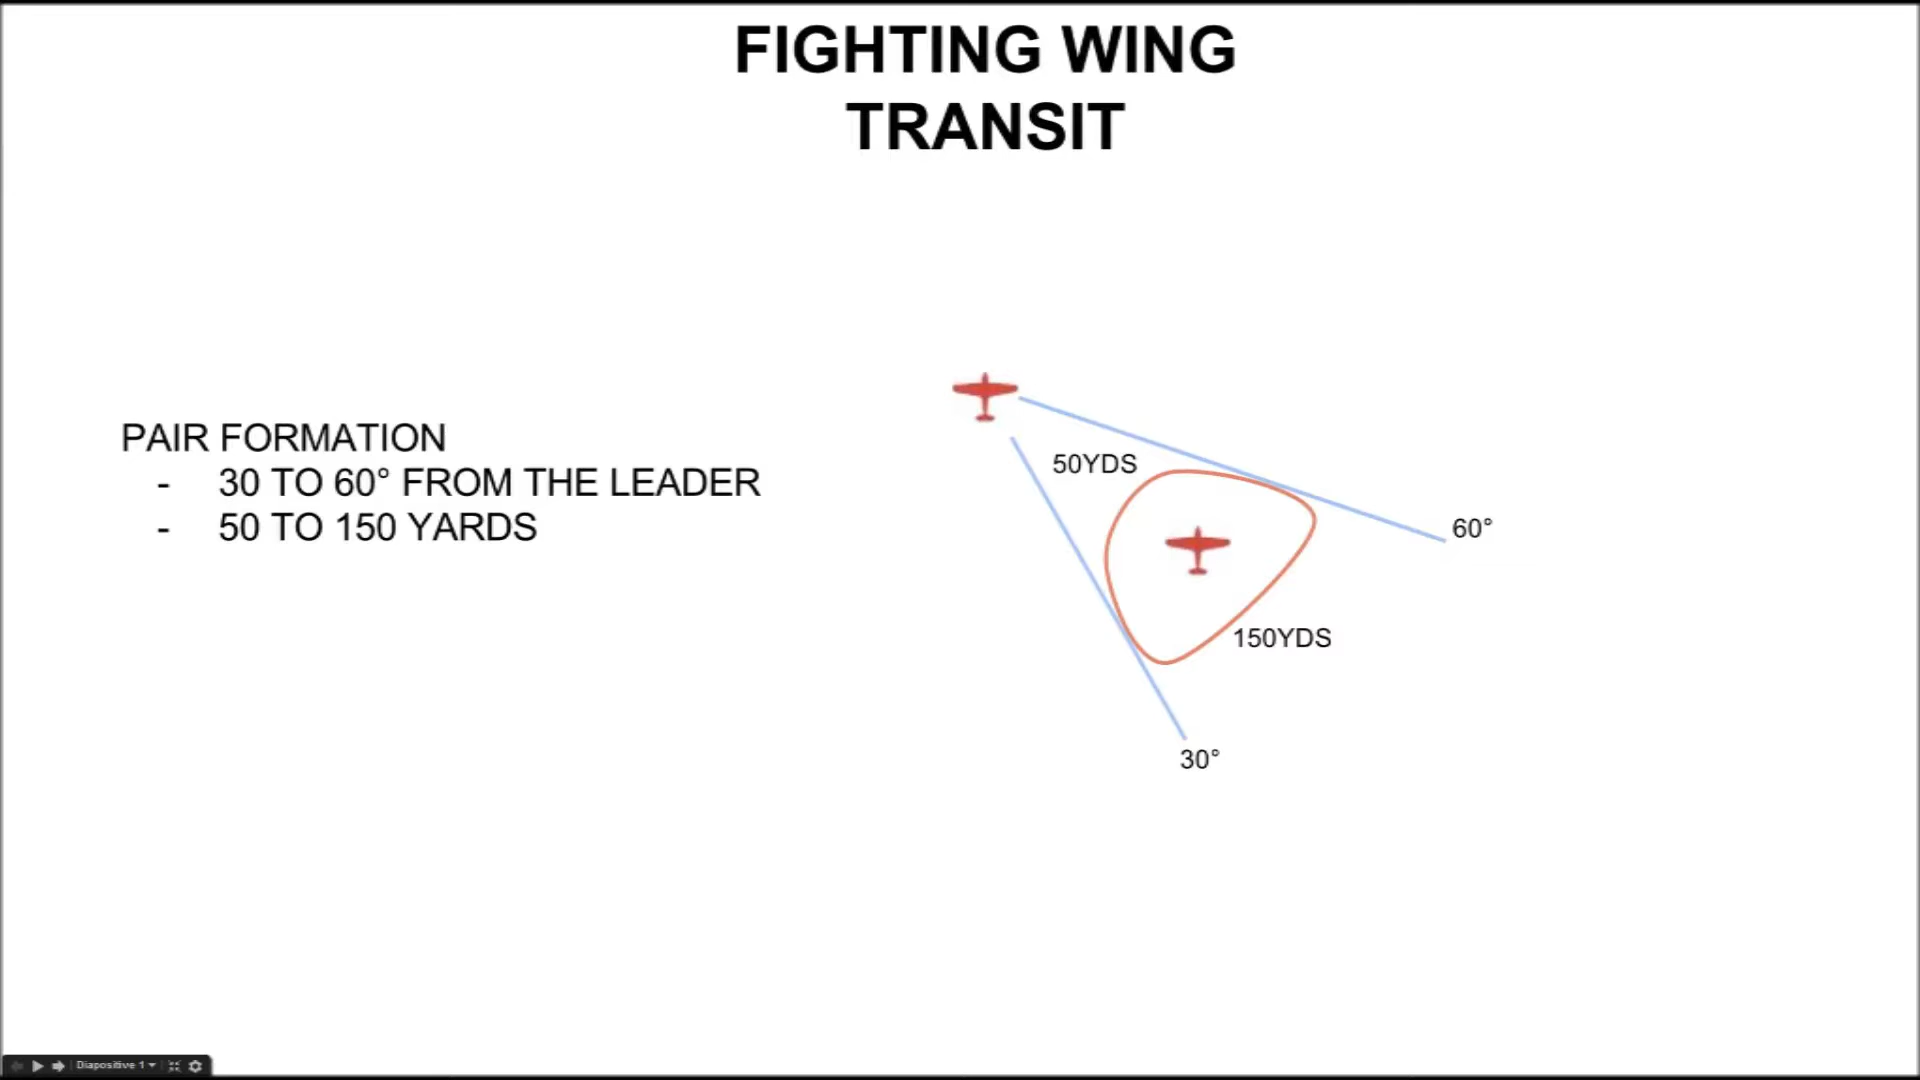 FIGHTING WING
TRANSIT
PAIR FORMATION
- 30 TO 60° FROM THE LEADER
- 50 TO 150 YARDS
50YDS
60°
150YDS
30°
Diapositive 1